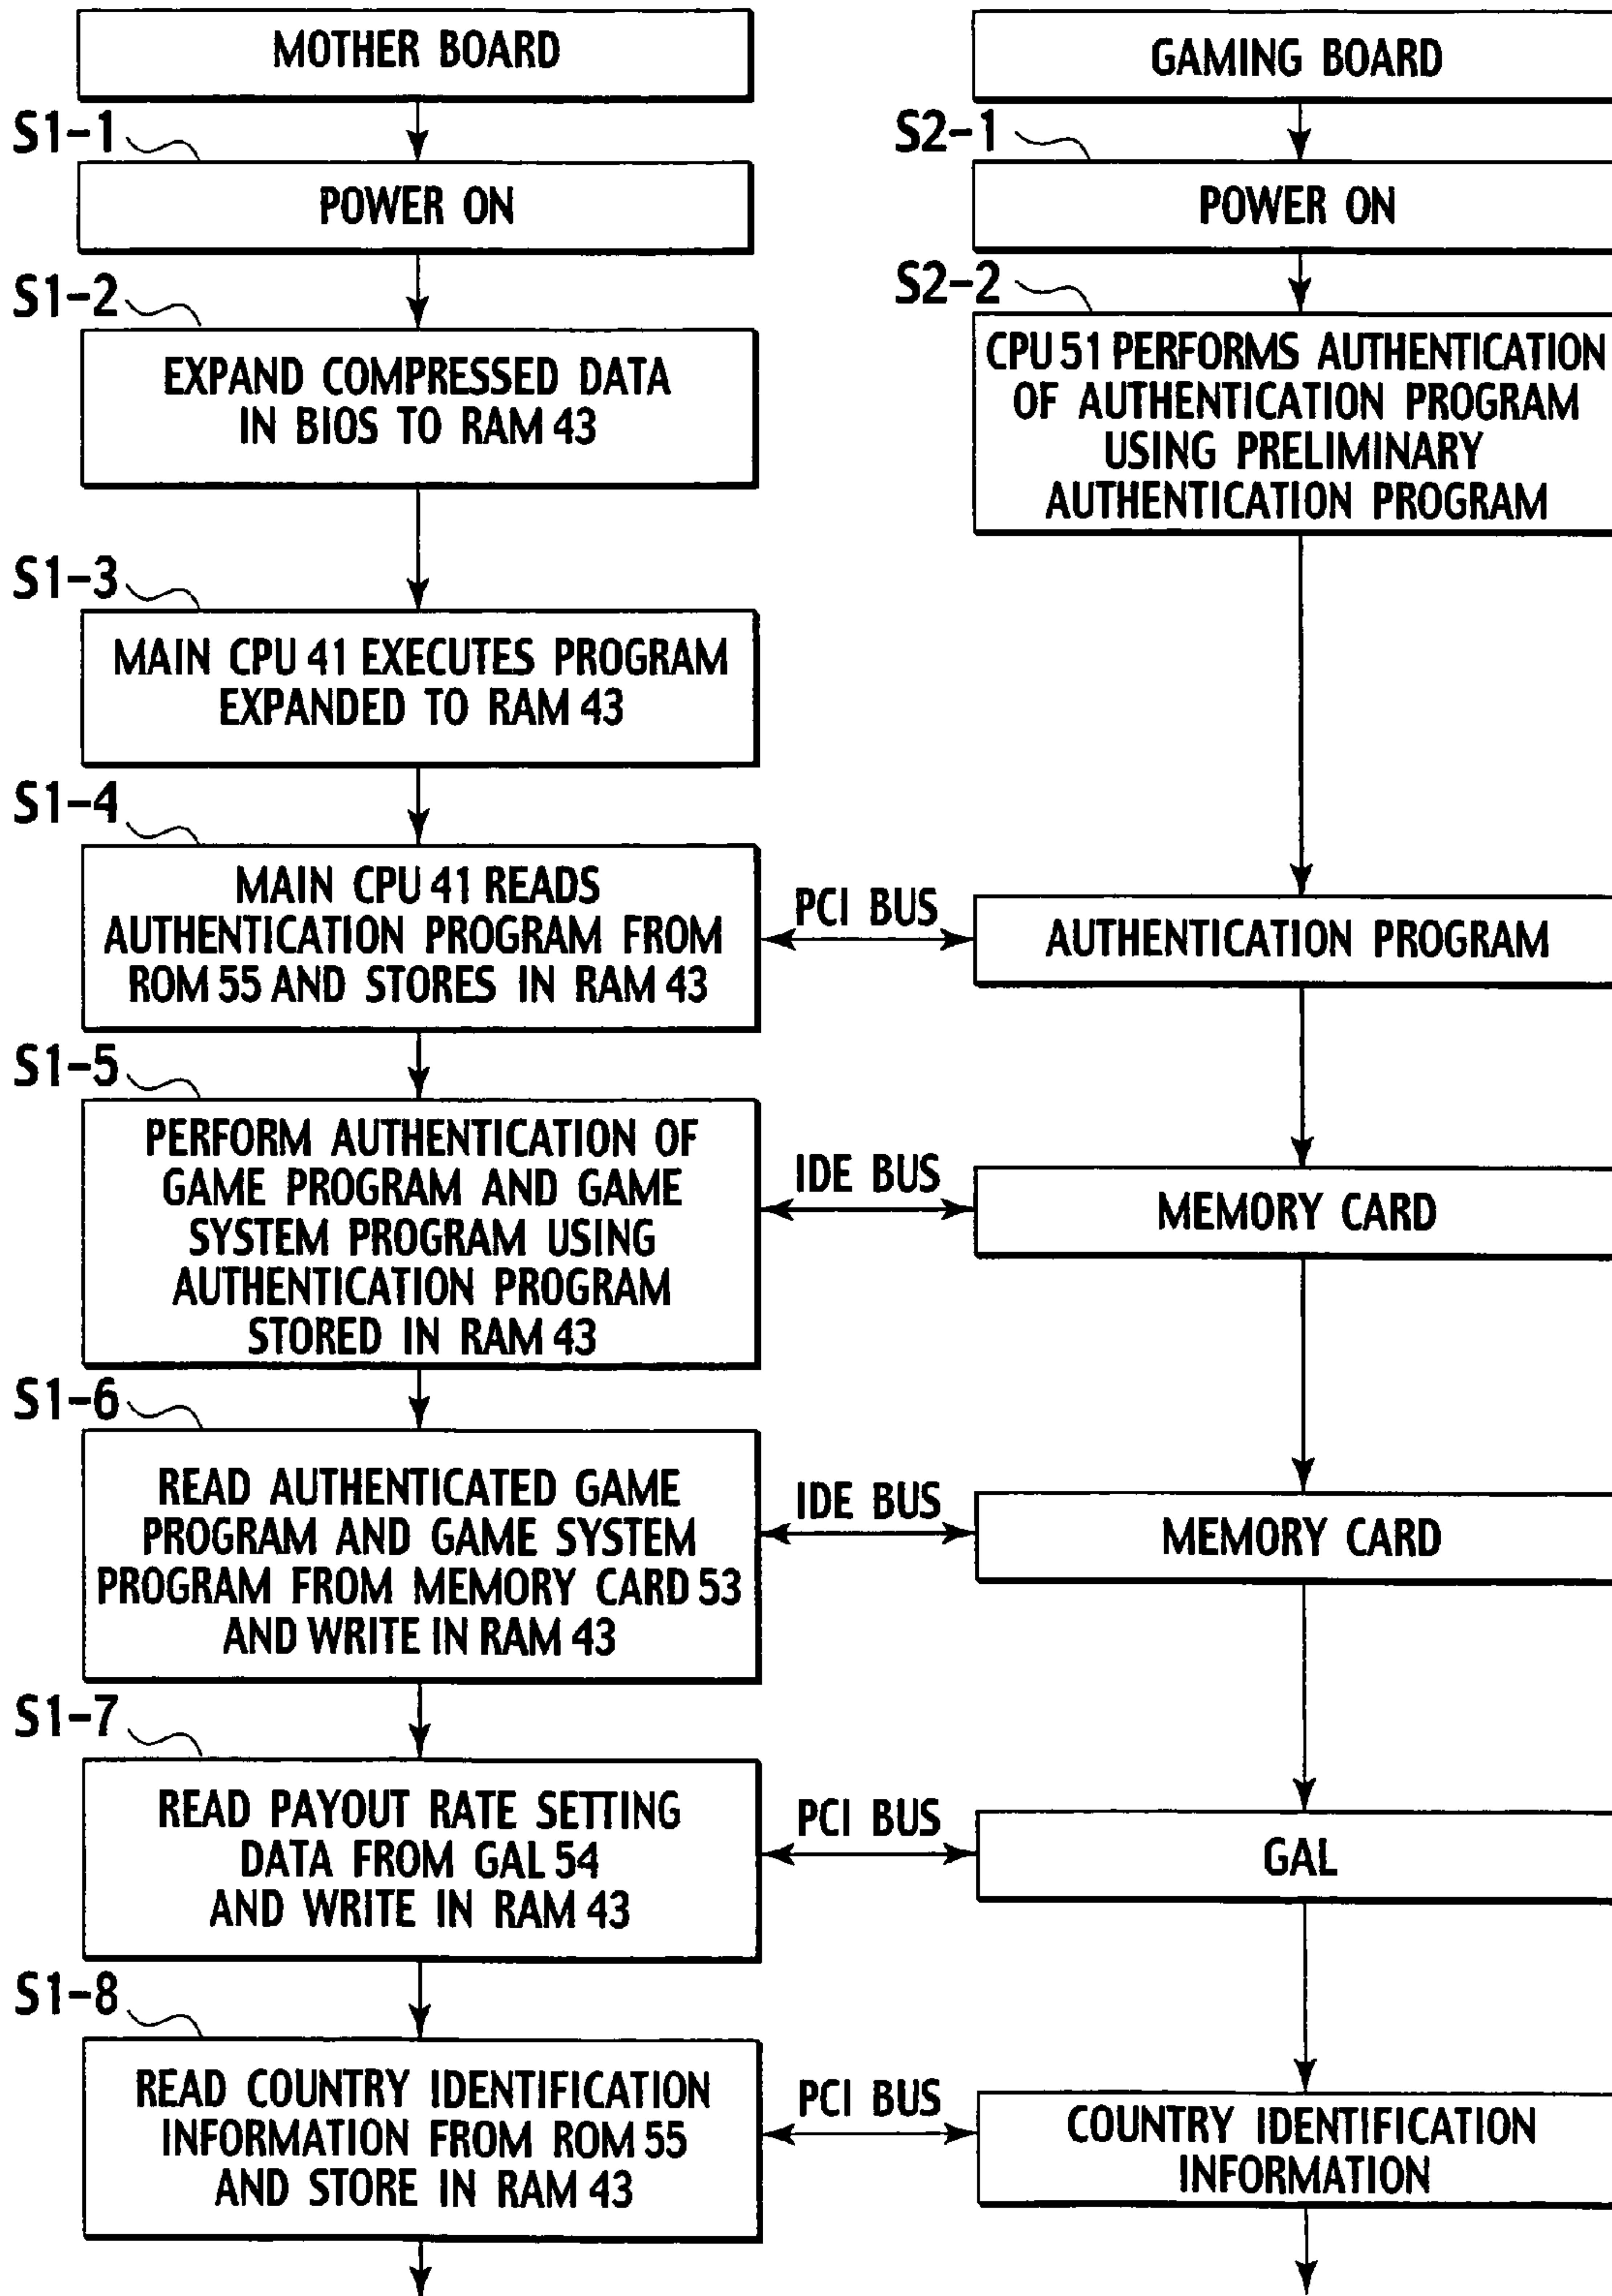 MOTHER BOARD
GAMING BOARD
S1-1
POWER ON
S2-1
POWER ON
S1-2
EXPAND COMPRESSED DATA
IN BIOS TO RAM 43
S2-2
CPU 51 PERFORMS AUTHENTICATION
OF AUTHENTICATION PROGRAM
USING PRELIMINARY
AUTHENTICATION PROGRAM
S1-3
MAIN CPU 41 EXECUTES PROGRAM
EXPANDED TO RAM 43
S1-4
MAIN CPU 41 READS
AUTHENTICATION PROGRAM FROM
ROM 55 AND STORES IN RAM 43
PCI BUS
AUTHENTICATION PROGRAM
S1-5
PERFORM AUTHENTICATION OF
GAME PROGRAM AND GAME
SYSTEM PROGRAM USING
AUTHENTICATION PROGRAM
STORED IN RAM 43
IDE BUS
MEMORY CARD
S1-6
READ AUTHENTICATED GAME
PROGRAM AND GAME SYSTEM
PROGRAM FROM MEMORY CARD 53
AND WRITE IN RAM 43
IDE BUS
MEMORY CARD
S1-7
READ PAYOUT RATE SETTING
DATA FROM GAL 54
AND WRITE IN RAM 43
PCI BUS
GAL
S1-8
READ COUNTRY IDENTIFICATION
INFORMATION FROM ROM 55
AND STORE IN RAM 43
PCI BUS
COUNTRY IDENTIFICATION
INFORMATION